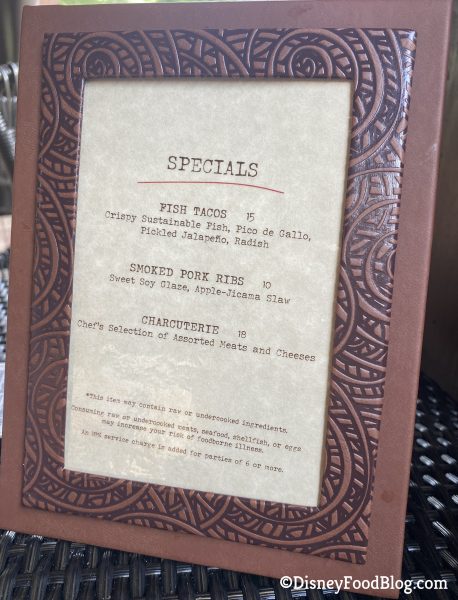 SPECIALS
FISH TACOS 15
Crispy Sustainable Fish, Pico de Gallo,
Pickled Jalapeño, Radish
SMOKED PORK RIBS 10
Sweet Soy Glaze, Apple-Jicama Slaw
CHARCUTERIE 18
Chef's Selection of Assorted Meats and Cheeses
*This item may contain raw or undercooked ingredients.
Consuming raw or undercooked meats, seafood, shellfish, or eggs
may increase your risk of foodborne illness.
An 18% service charge is added for parties of 6 or more.
©DisneyFoodBlog.com